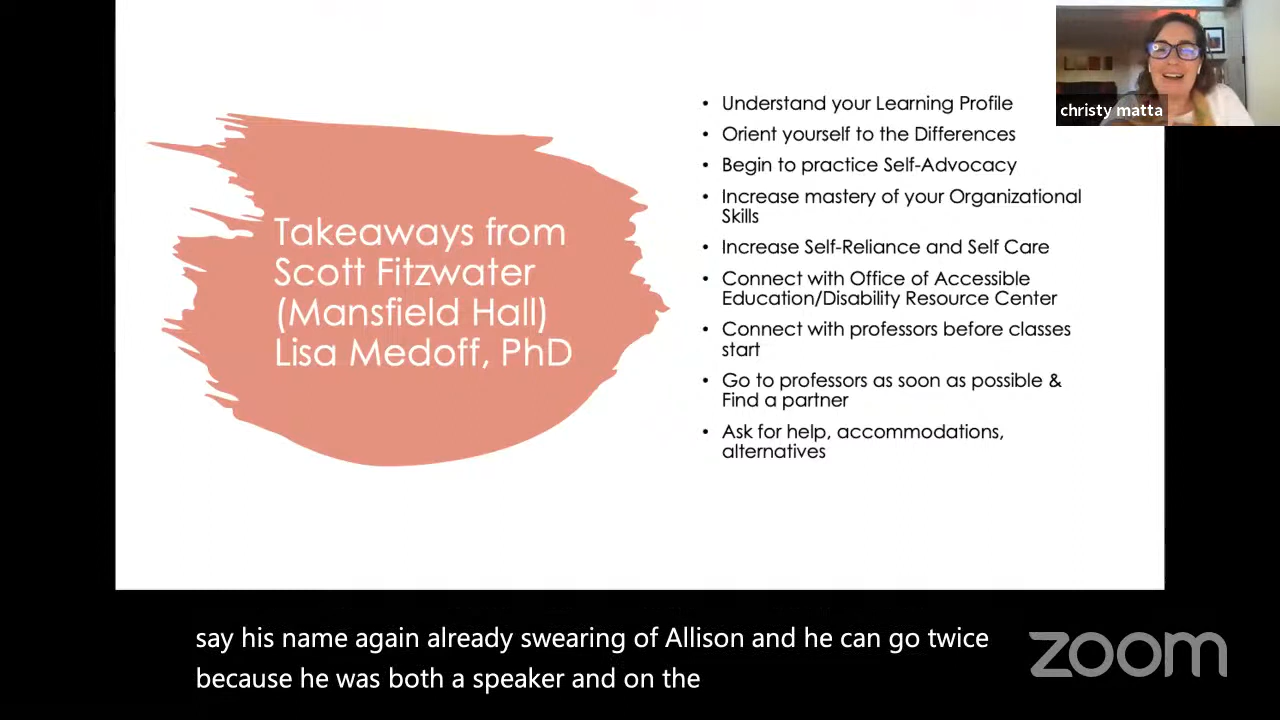 Takeaways from
Scott Fitzwater
(Mansfield Hall)
Lisa Medoff, PhD
• Understand your Learning Profile
• Orient yourself to the Differences
• Begin to practice Self-Advocacy
• Increase mastery of your Organizational
Skills
• Increase Self-Reliance and Self Care
• Connect with Office of Accessible
Education/Disability Resource Center
• Connect with professors before classes
start
• Go to professors as soon as possible &
Find a partner
• Ask for help, accommodations,
alternatives
christy matta
say his name again already swearing of Allison and he can go twice
because he was both a speaker and on the
zoom